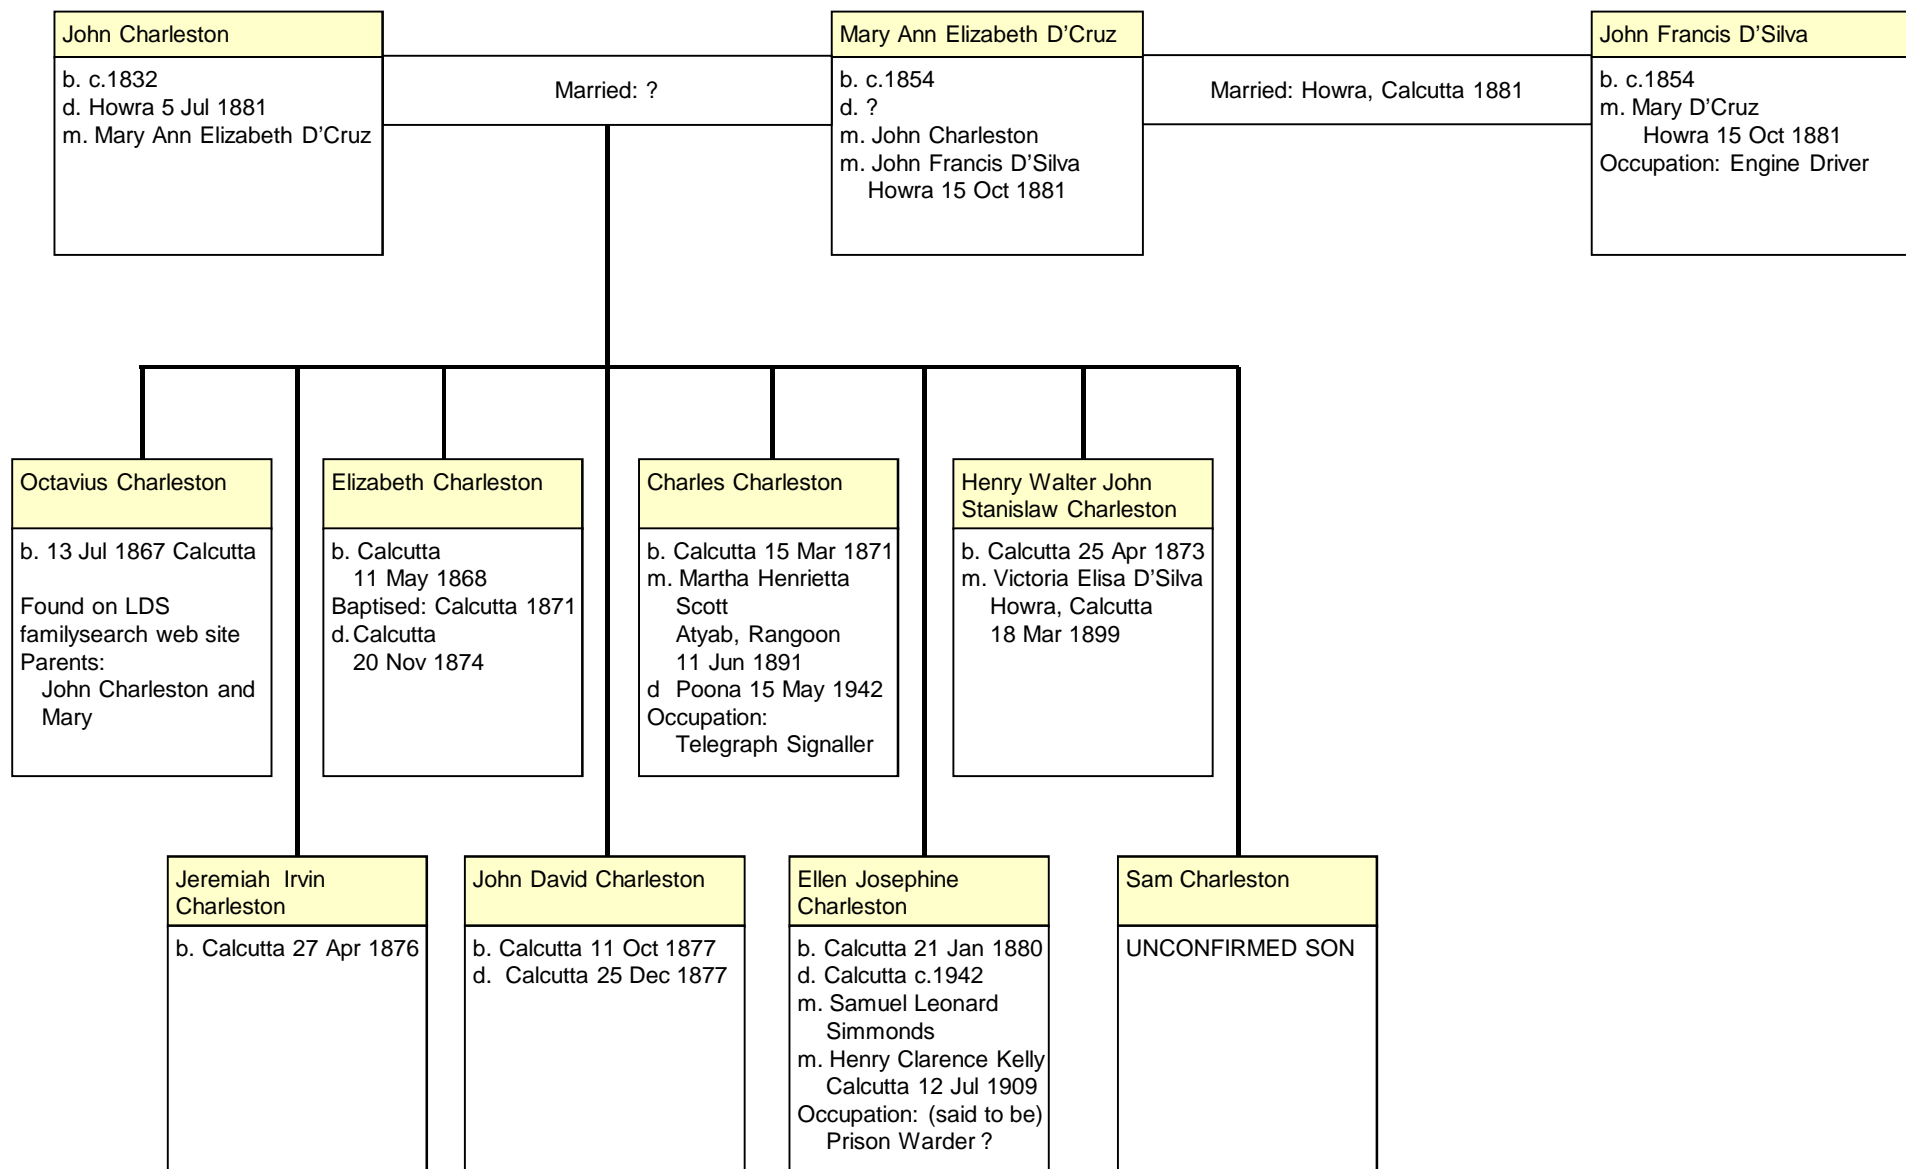 John Charleston
b. c.1832
d. Howra 5 Jul 1881
m. Mary Ann Elizabeth D'Cruz
Married: ?
Mary Ann Elizabeth D'Cruz
b. c.1854
d. ?
m. John Charleston
m. John Francis D'Silva
Howra 15 Oct 1881
Married: Howra, Calcutta 1881
John Francis D'Silva
b. c.1854
m. Mary D'Cruz
Howra 15 Oct 1881
Occupation: Engine Driver
Octavius Charleston
b. 13 Jul 1867 Calcutta
Found on LDS
familysearch web site
Parents:
John Charleston and
Mary
Elizabeth Charleston
b. Calcutta
11 May 1868
Baptised: Calcutta 1871
d. Calcutta
20 Nov 1874
Charles Charleston
b. Calcutta 15 Mar 1871
m. Martha Henrietta
Scott
Atyab, Rangoon
11 Jun 1891
d Poona 15 May 1942
Occupation:
Telegraph Signaller
Henry Walter John
Stanislaw Charleston
b. Calcutta 25 Apr 1873
m. Victoria Elisa D'Silva
Howra, Calcutta
18 Mar 1899
Jeremiah Irvin
Charleston
b. Calcutta 27 Apr 1876
John David Charleston
b. Calcutta 11 Oct 1877
d. Calcutta 25 Dec 1877
Ellen Josephine
Charleston
b. Calcutta 21 Jan 1880
d. Calcutta c.1942
m. Samuel Leonard
Simmonds
m. Henry Clarence Kelly
Calcutta 12 Jul 1909
Occupation: (said to be)
Prison Warder ?
Sam Charleston
UNCONFIRMED SON